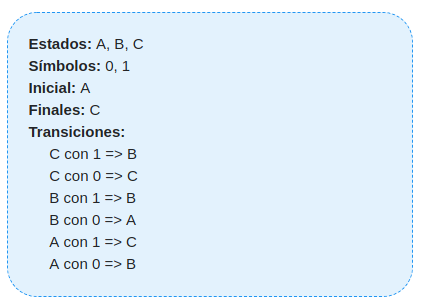 Estados: A, B, C
Símbolos: 0, 1
Inicial: A
Finales: C
Transiciones:
C con 1 => B
C con 0 => C
B con 1 => B
B con 0 => A
A con 1 => C
A con 0 => B